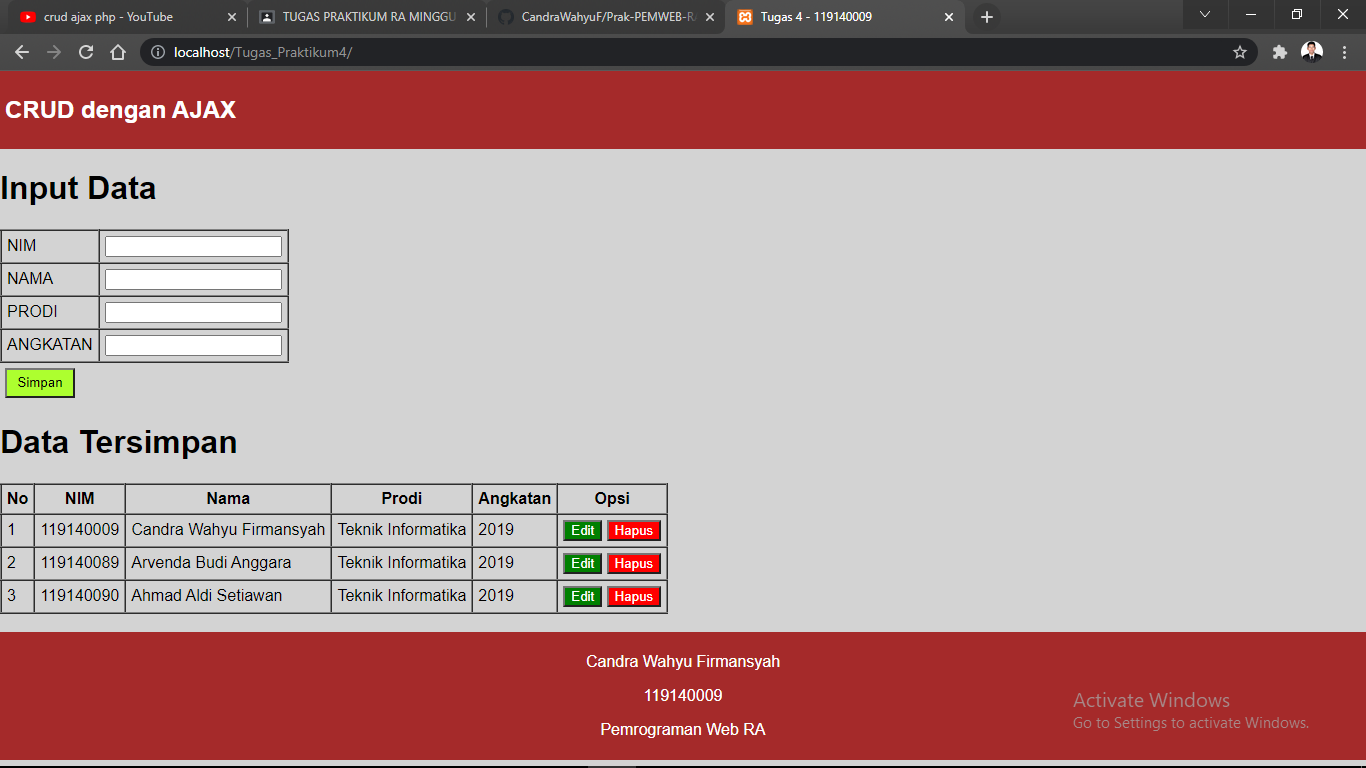 crud ajax php - YouTube
TUGAS PRAKTIKUM RA MINGGU
CandraWahyuF/Prak-PEMWEB-RA
Tugas 4 - 119140009
localhost/Tugas_Praktikum4/
CRUD dengan AJAX
Input Data
NIM
NAMA
PRODI
ANGKATAN
Simpan
Data Tersimpan
No NIM Nama Prodi Angkatan Opsi
1 119140009 Candra Wahyu Firmansyah Teknik Informatika 2019 Edit Hapus
2 119140089 Arvenda Budi Anggara Teknik Informatika 2019 Edit Hapus
3 119140090 Ahmad Aldi Setiawan Teknik Informatika 2019 Edit Hapus
Candra Wahyu Firmansyah
119140009
Pemrograman Web RA
Activate Windows
Go to Settings to activate Windows.